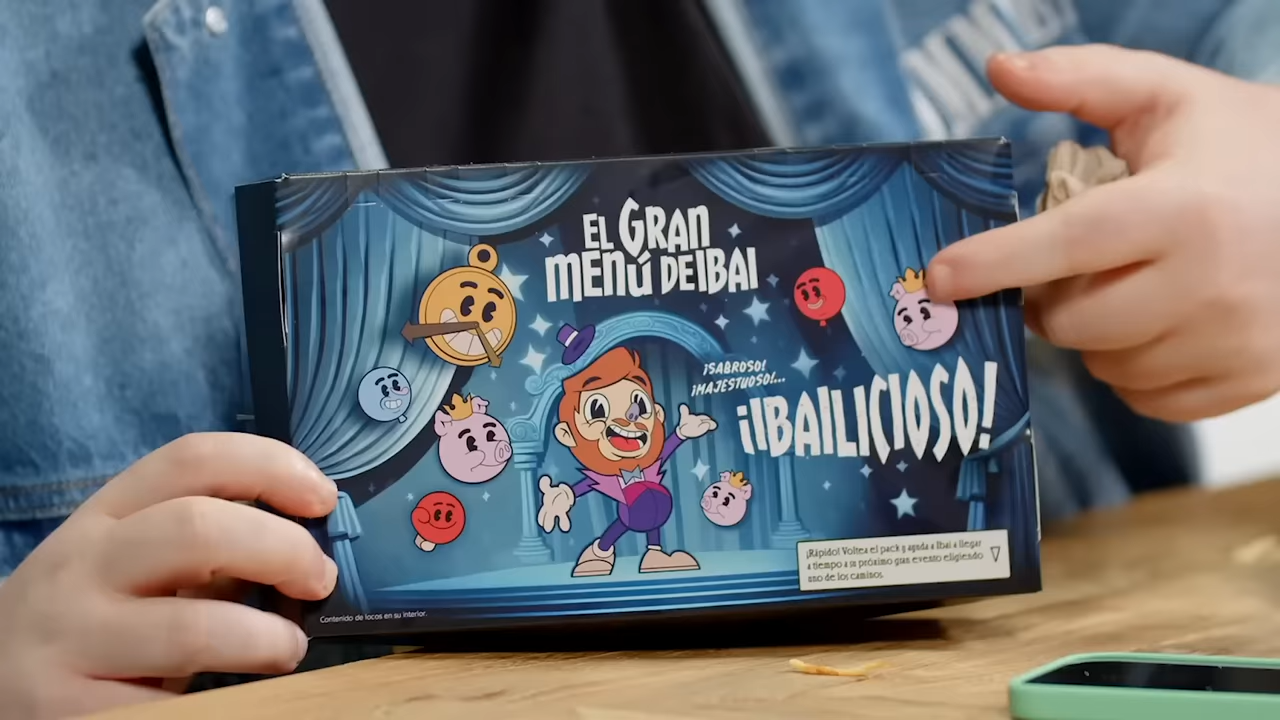 EL GRAN
MENÚ DE IBAI
¡SABROSO!
¡MAJESTUOSO!...
¡IBAILICIOSO!
¡Rápido! Voltea el pack y ayuda a Ibai a llegar
a tiempo a su próximo gran evento eligiendo
uno de los caminos.
Contenido de locos en su interior.